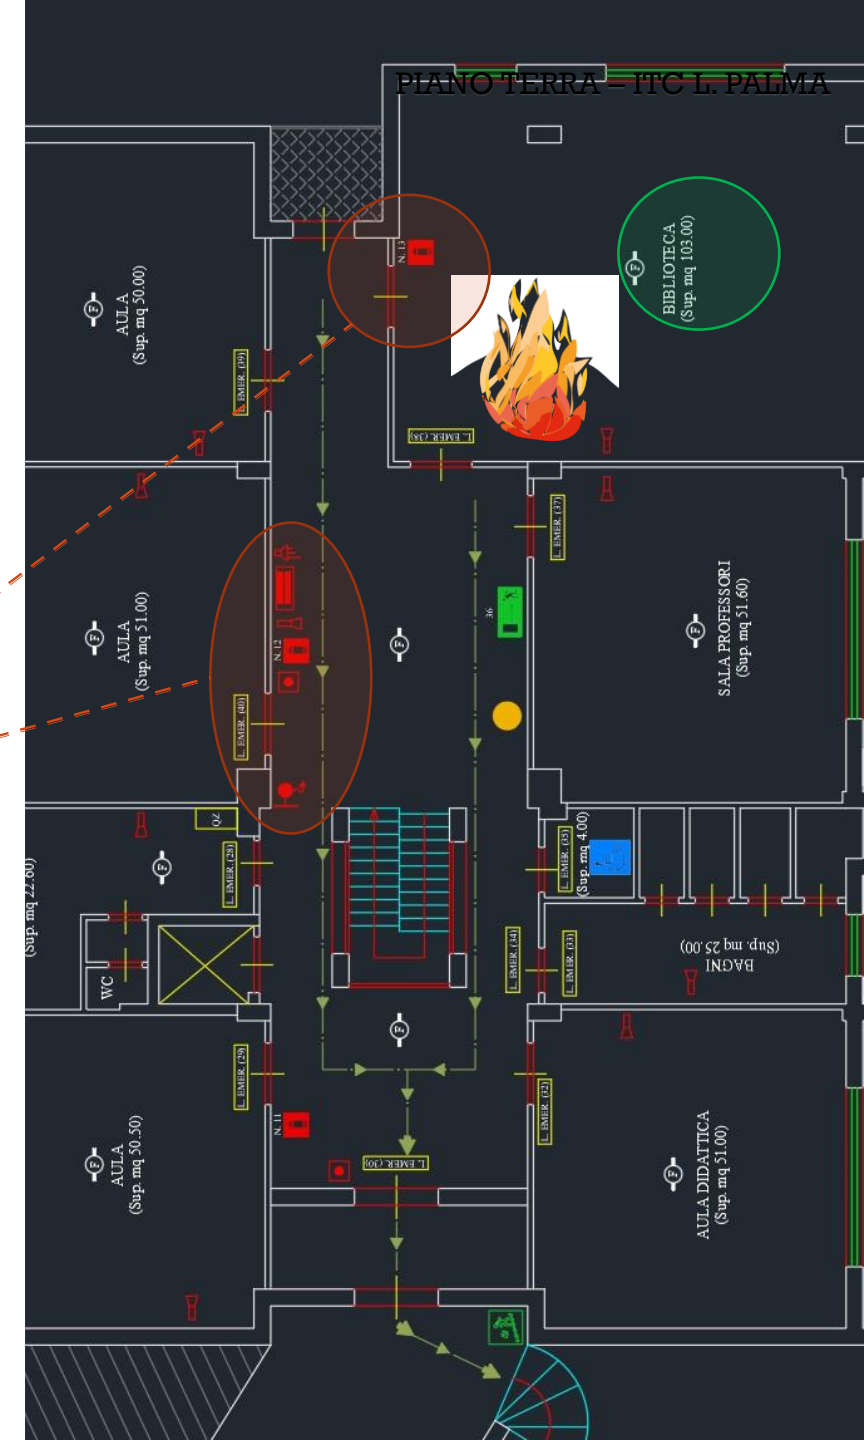 PIANO TERRA – ITC L. PALMA
N. 13
BIBLIOTECA
(Sup. mq 103.00)
F
AULA
(Sup. mq 50.00)
F
L. EMER. (39)
L. EMER. (38)
L. EMER. (37)
36
AULA
(Sup. mq 51.00)
F
N. 12
L. EMER. (40)
F
SALA PROFESSORI
(Sup. mq 51.60)
F
QZ
L. EMER. (28)
F
(Sup. mq 22.60)
WC
L. EMER. (35)
(Sup. mq 4.00)
L. EMER. (34)
L. EMER. (33)
BAGNI
(Sup. mq 25.00)
F
L. EMER. (29)
L. EMER. (32)
N. 11
L. EMER. (30)
AULA
(Sup. mq 50.50)
F
AULA DIDATTICA
(Sup. mq 51.00)
F